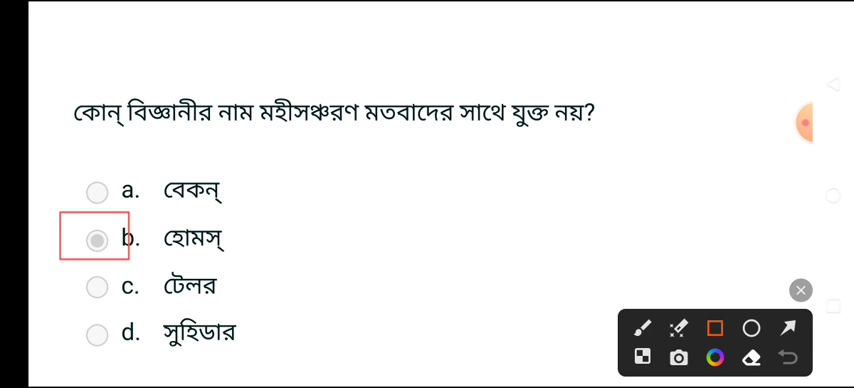 কোন্ বিজ্ঞানীর নাম মহীসঞ্চরণ মতবাদের সাথে যুক্ত নয়?
a. বেকন্
b. হোমস্
c. টেলর
d. সুহিডার